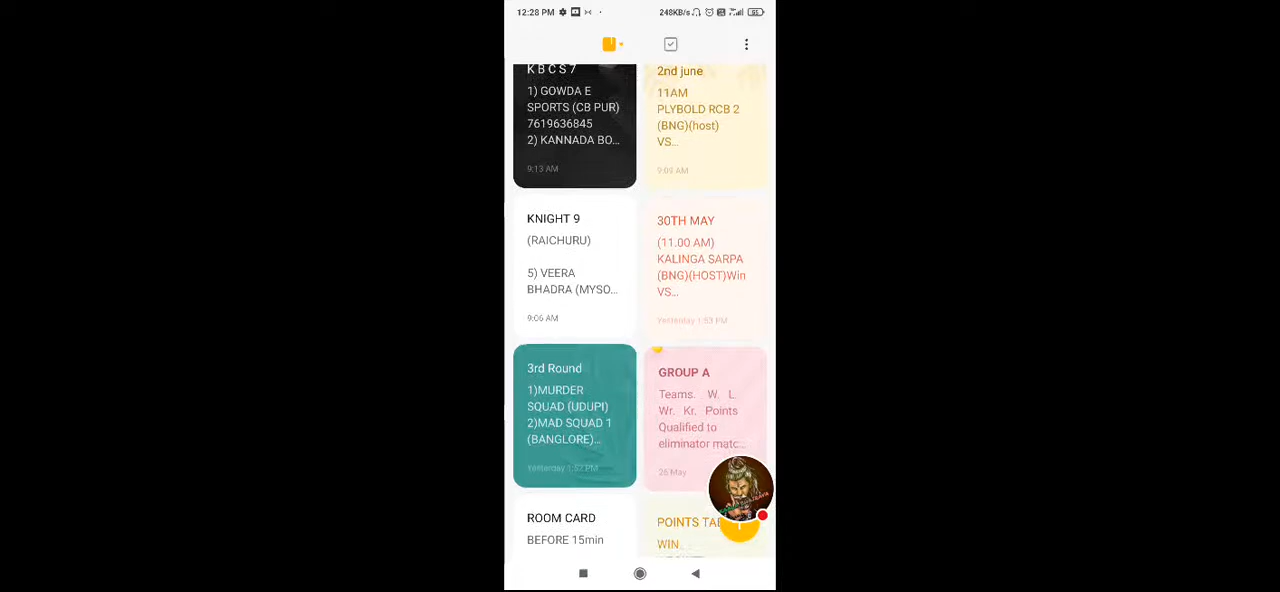 12:28 PM
248KB/s
65
K B C S 7
1) GOWDA E
SPORTS (CB PUR)
7619636845
2) KANNADA BO...
9:13 AM
2nd june
11AM
PLYBOLD RCB 2
(BNG)(host)
VS...
9:09 AM
KNIGHT 9
(RAICHURU)
5) VEERA
BHADRA (MYSO...
9:06 AM
30TH MAY
(11.00 AM)
KALINGA SARPA
(BNG)(HOST)Win
VS...
Yesterday 1:53 PM
3rd Round
1)MURDER
SQUAD (UDUPI)
2)MAD SQUAD 1
(BANGLORE)...
Yesterday 1:52 PM
GROUP A
Teams. W. L.
Wr. Kr. Points
Qualified to
eliminator matc...
26 May
ROOM CARD
BEFORE 15min
POINTS TA
WIN